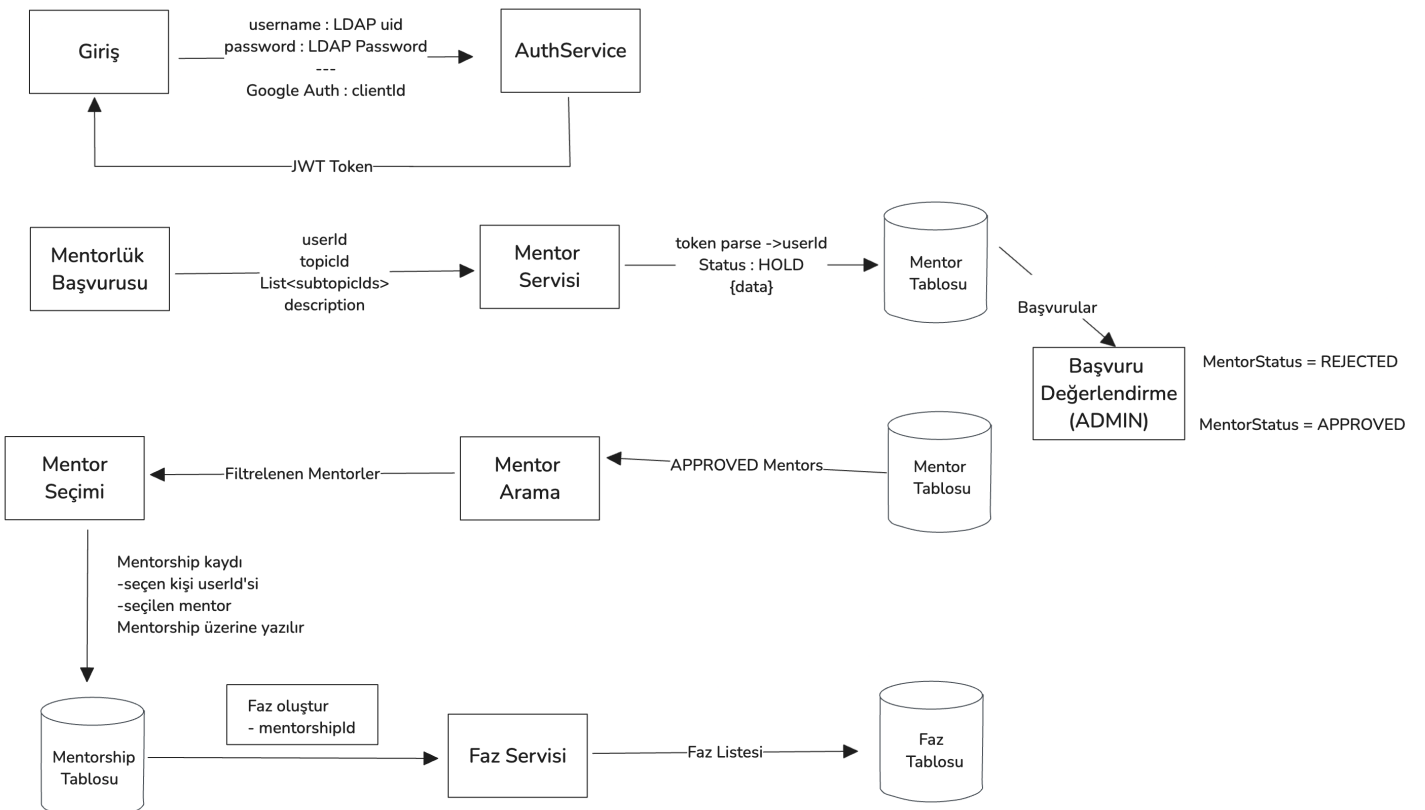 Giriş
username : LDAP uid
password : LDAP Password
---
Google Auth : clientId
AuthService
JWT Token
Mentorlük
Başvurusu
userId
topicId
List<subtopicIds>
description
Mentor
Servisi
token parse ->userId
Status : HOLD
{data}
Mentor
Tablosu
Başvurular
Başvuru
Değerlendirme
(ADMIN)
MentorStatus = REJECTED
MentorStatus = APPROVED
Mentor
Seçimi
Filtrelenen Mentorler
Mentor
Arama
APPROVED Mentors
Mentor
Tablosu
Mentorship kaydı
-seçen kişi userId'si
-seçilen mentor
Mentorship üzerine yazılır
Mentorship
Tablosu
Faz oluştur
- mentorshipId
Faz Servisi
Faz Listesi
Faz
Tablosu